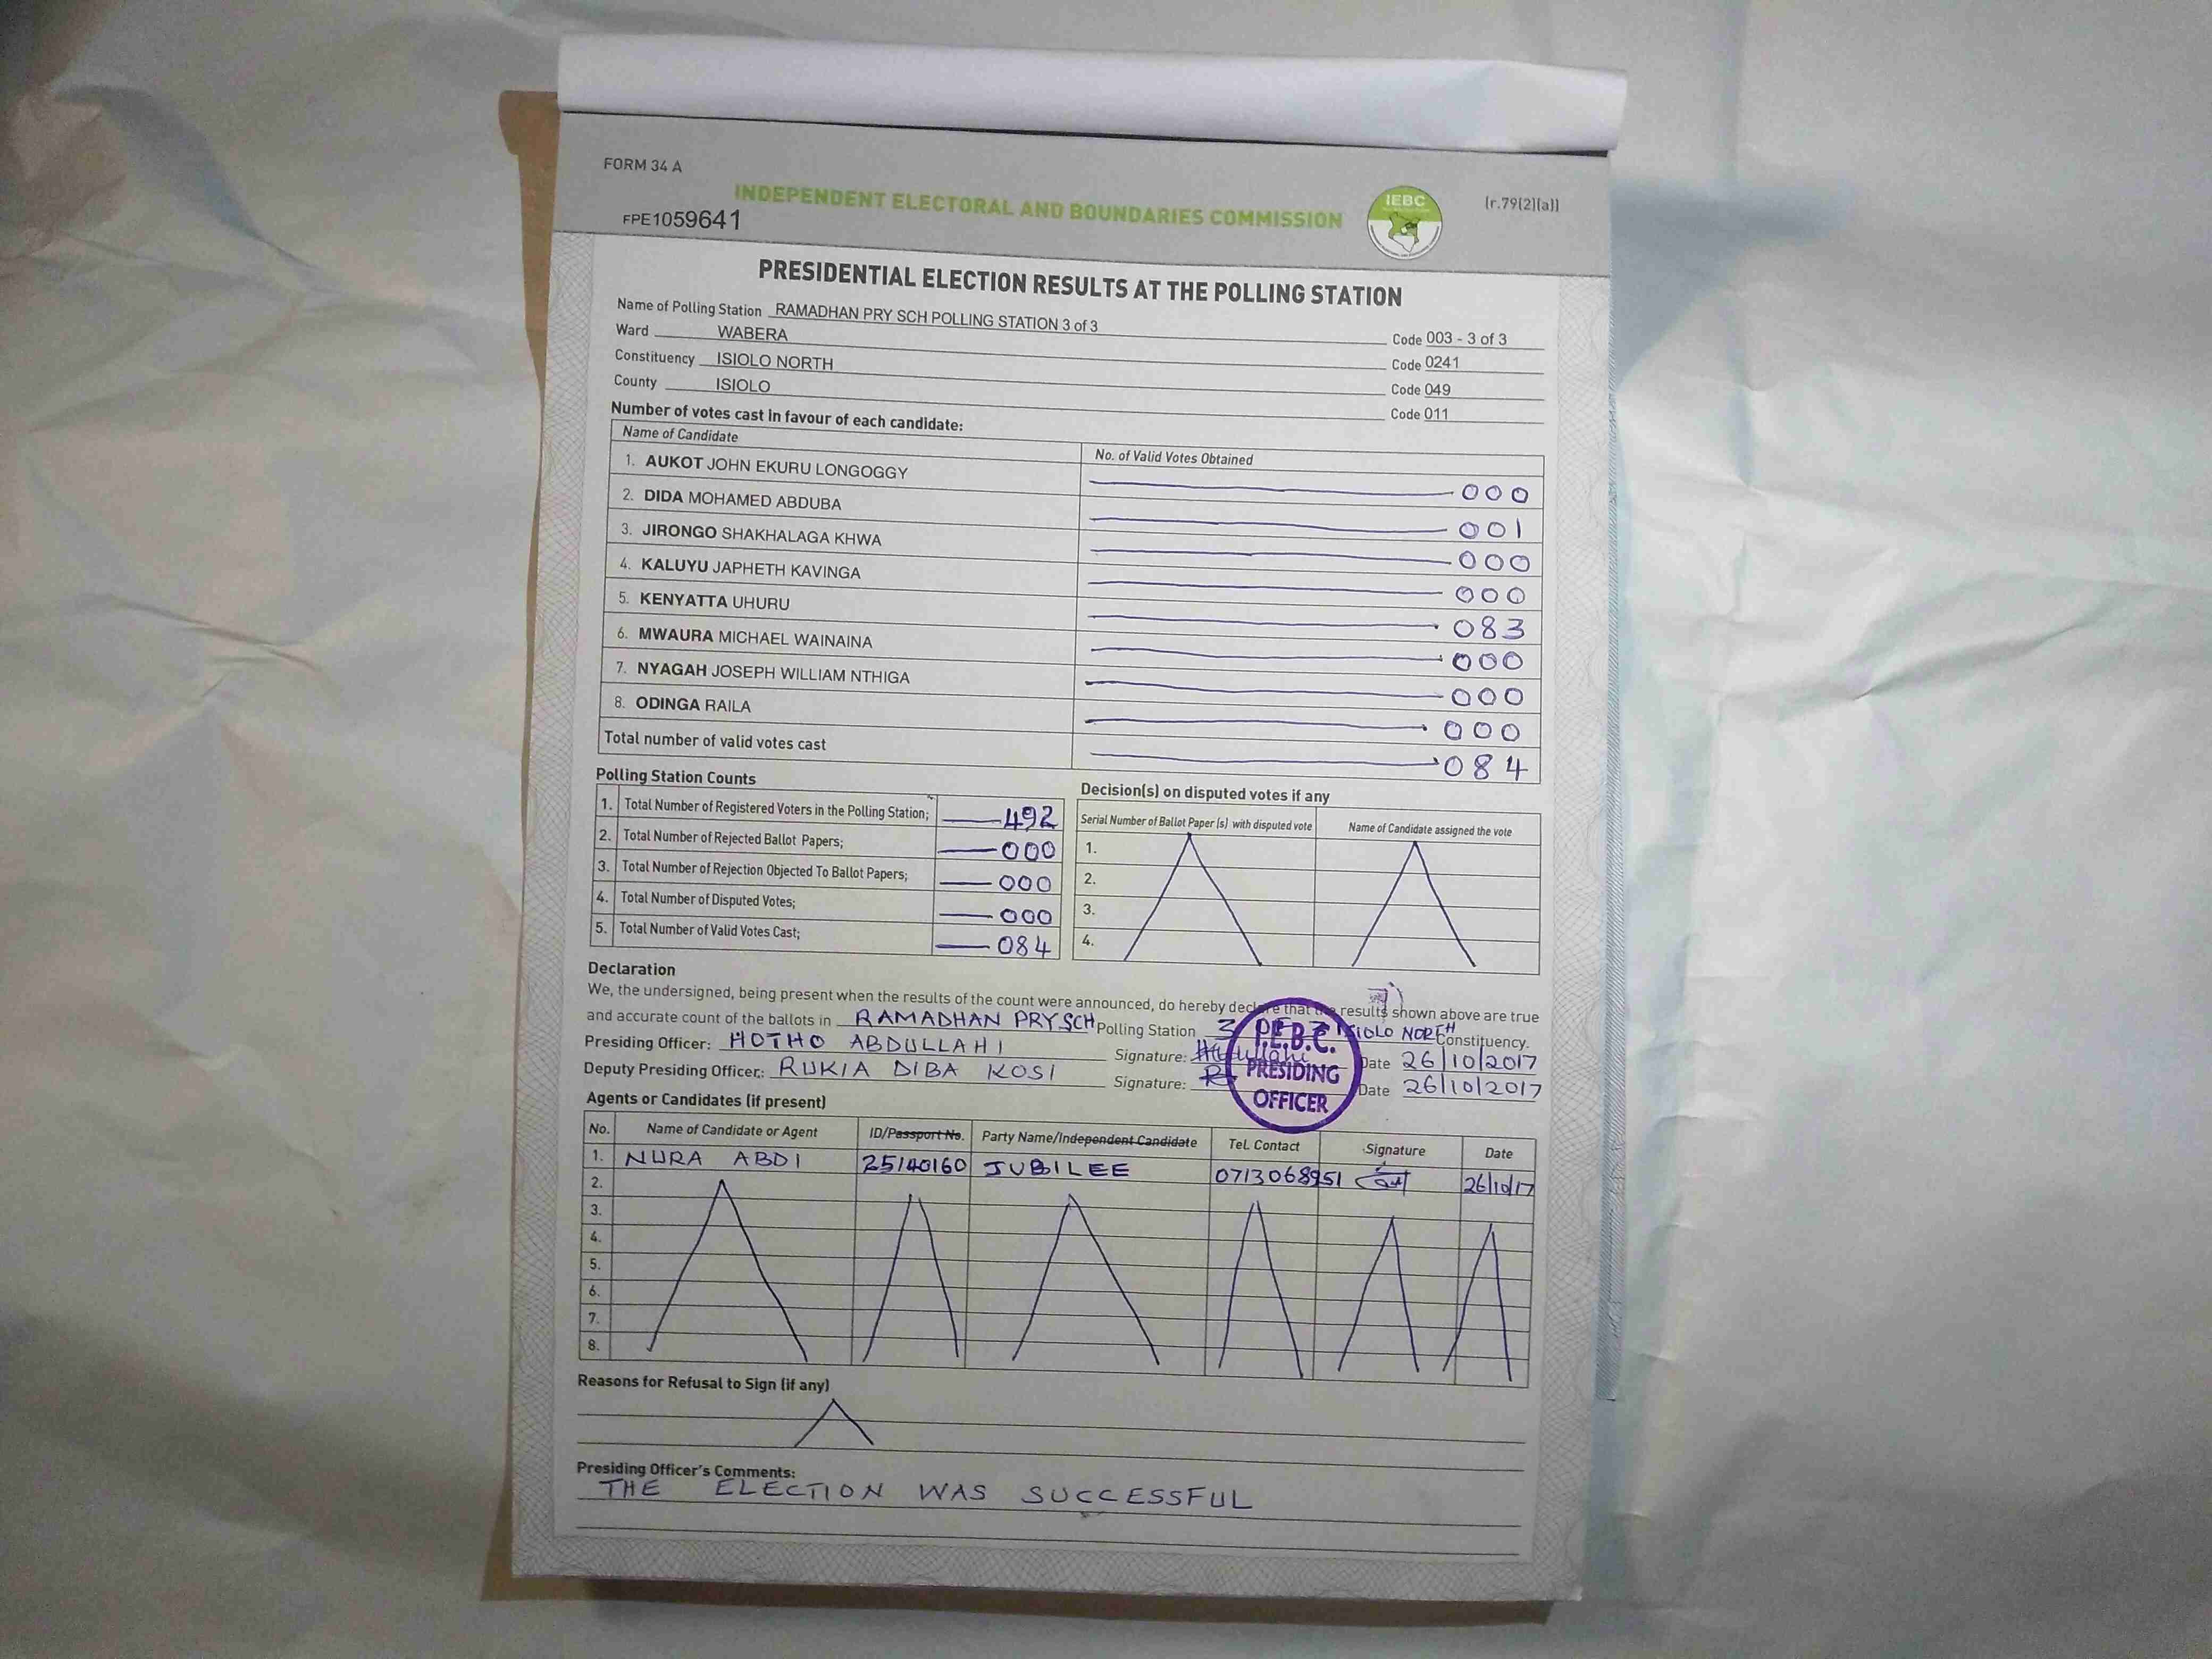 FORM 34 A
INDEPENDENT ELECTORAL AND BOUNDARIES COMMISSION
IEBC
(r.79(2)(a))
FPE1059641
PRESIDENTIAL ELECTION RESULTS AT THE POLLING STATION
Name of Polling Station RAMADHAN PRY SCH POLLING STATION 3 of 3 Code 003 - 3 of 3
Ward WABERA Code 0241
Constituency ISIOLO NORTH Code 049
County ISIOLO Code 011
Number of votes cast in favour of each candidate:
Name of Candidate No. of Valid Votes Obtained
1. AUKOT JOHN EKURU LONGOGGY 000
2. DIDA MOHAMED ABDUBA 001
3. JIRONGO SHAKHALAGA KHWA 000
4. KALUYU JAPHETH KAVINGA 000
5. KENYATTA UHURU 083
6. MWAURA MICHAEL WAINAINA 000
7. NYAGAH JOSEPH WILLIAM NTHIGA 000
8. ODINGA RAILA 000
Total number of valid votes cast 084
Polling Station Counts
1. Total Number of Registered Voters in the Polling Station; 492
2. Total Number of Rejected Ballot Papers; 000
3. Total Number of Rejection Objected To Ballot Papers; 000
4. Total Number of Disputed Votes; 000
5. Total Number of Valid Votes Cast; 084
Decision(s) on disputed votes if any
Serial Number of Ballot Paper (s) with disputed vote Name of Candidate assigned the vote
1.
2.
3.
4.
Declaration
We, the undersigned, being present when the results of the count were announced, do hereby declare that the results shown above are true
and accurate count of the ballots in RAMADHAN PRY SCH Polling Station 3 OF 3 ISIOLO NORTH Constituency.
Presiding Officer: HOTHO ABDULLAHI Signature: Abdullahi Date 26/10/2017
Deputy Presiding Officer: RUKIA DIBA KOSI Signature: Date 26/10/2017
I.E.B.C.
PRESIDING
OFFICER
Agents or Candidates (if present)
No. Name of Candidate or Agent ID/Passport No. Party Name/Independent Candidate Tel. Contact Signature Date
1. NURA ABDI 25140160 JUBILEE 0713068951 26/10/17
2.
3.
4.
5.
6.
7.
8.
Reasons for Refusal to Sign (if any)
Presiding Officer's Comments:
THE ELECTION WAS SUCCESSFUL